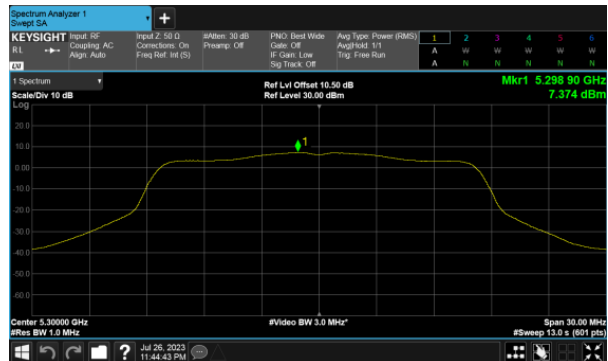 Spectrum Analyzer 1
Swept SA
+
KEYSIGHT Input: RF Input Z: 50 Ω #Atten: 30 dB PNO: Best Wide Avg Type: Power (RMS) 1 2 3 4 5 6
RL Coupling: AC Corrections: On Preamp: Off Gate: Off Avg|Hold: 1/1 A W W W W W
Align: Auto Freq Ref: Int (S) IF Gain: Low Trig: Free Run
Sig Track: Off A N N N N N
LXI
1 Spectrum Ref Lvl Offset 10.50 dB Mkr1 5.298 90 GHz
Scale/Div 10 dB Ref Level 30.00 dBm 7.374 dBm
Log
20.0
10.0
0.00
-10.0
-20.0
-30.0
-40.0
-50.0
-60.0
1
Center 5.30000 GHz #Video BW 3.0 MHz* Span 30.00 MHz
#Res BW 1.0 MHz #Sweep 13.0 s (601 pts)
? Jul 26, 2023
11:44:43 PM